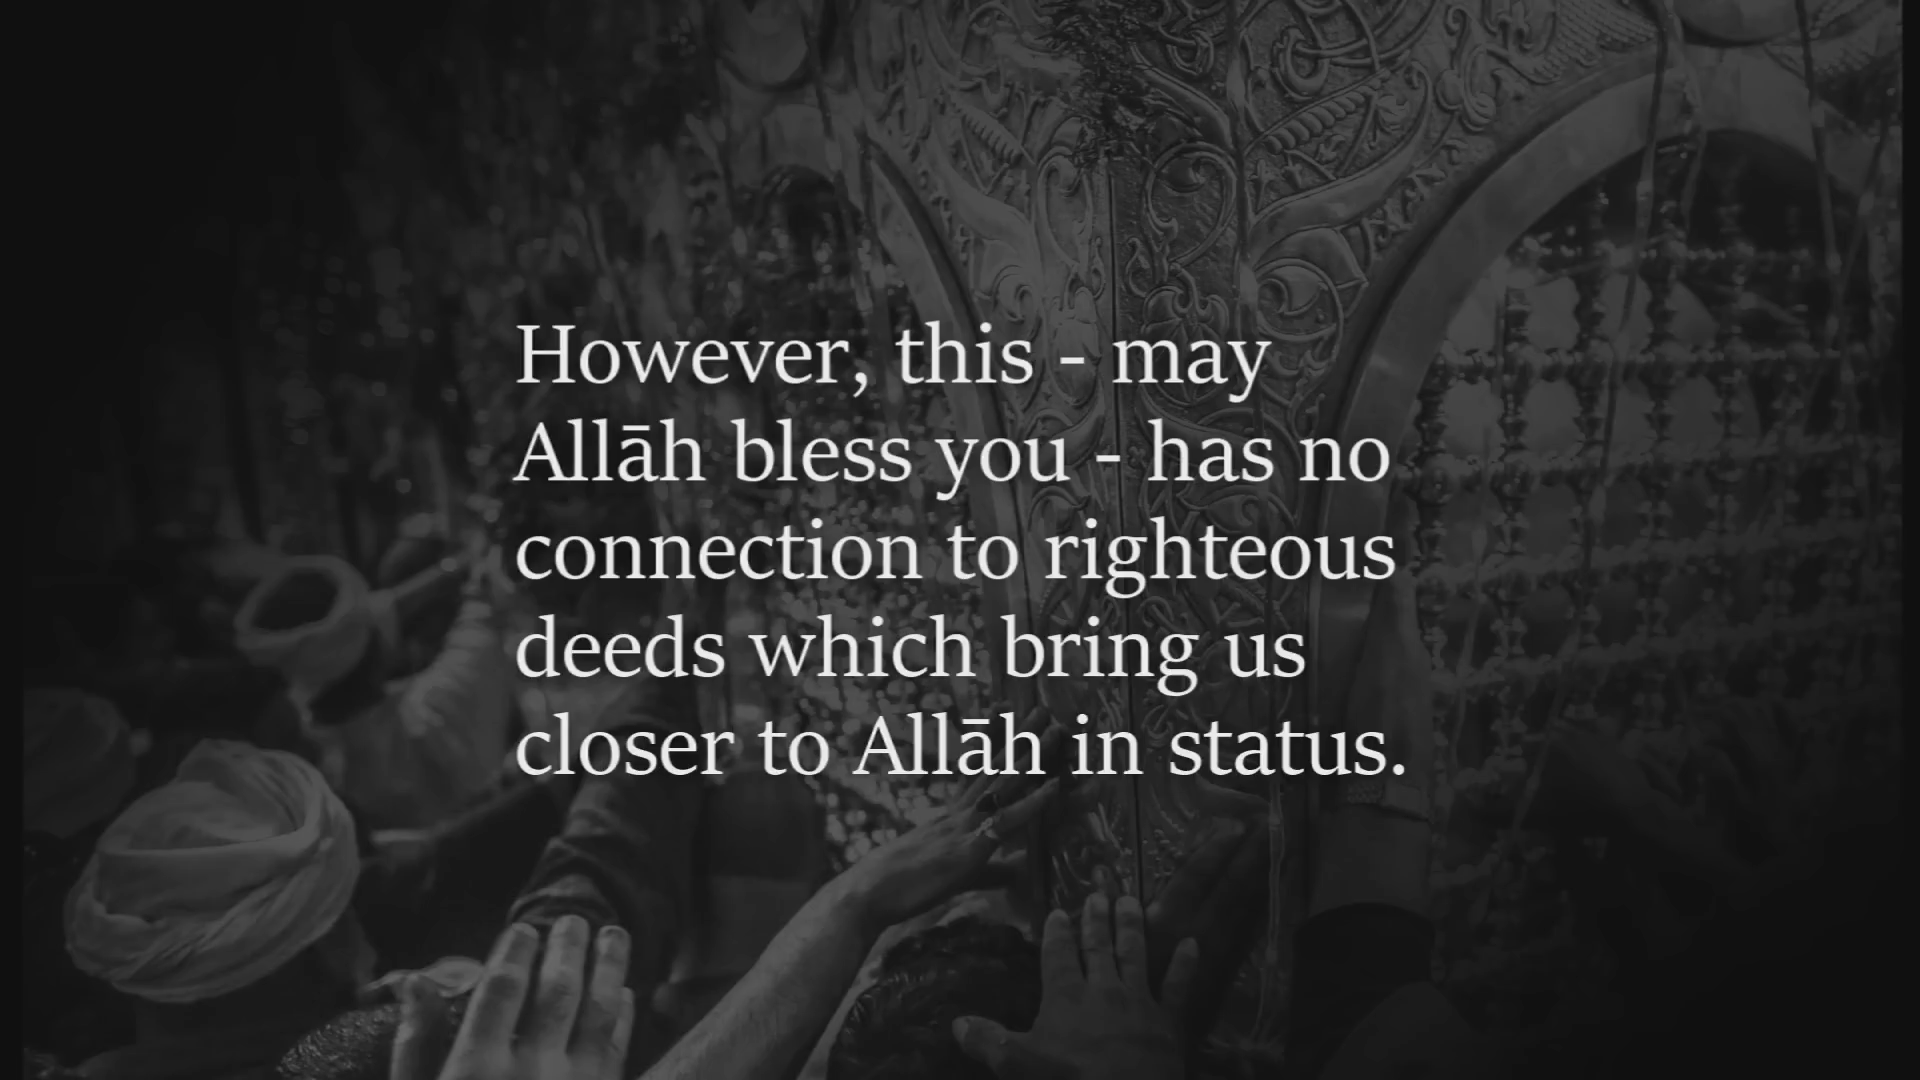 However, this - may
Allāh bless you - has no
connection to righteous
deeds which bring us
closer to Allāh in status.